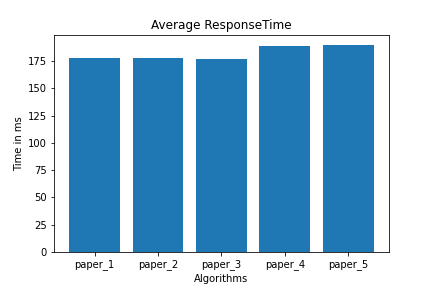 Average ResponseTime
Time in ms
175
150
125
100
75
50
25
0
paper_1 paper_2 paper_3 paper_4 paper_5
Algorithms